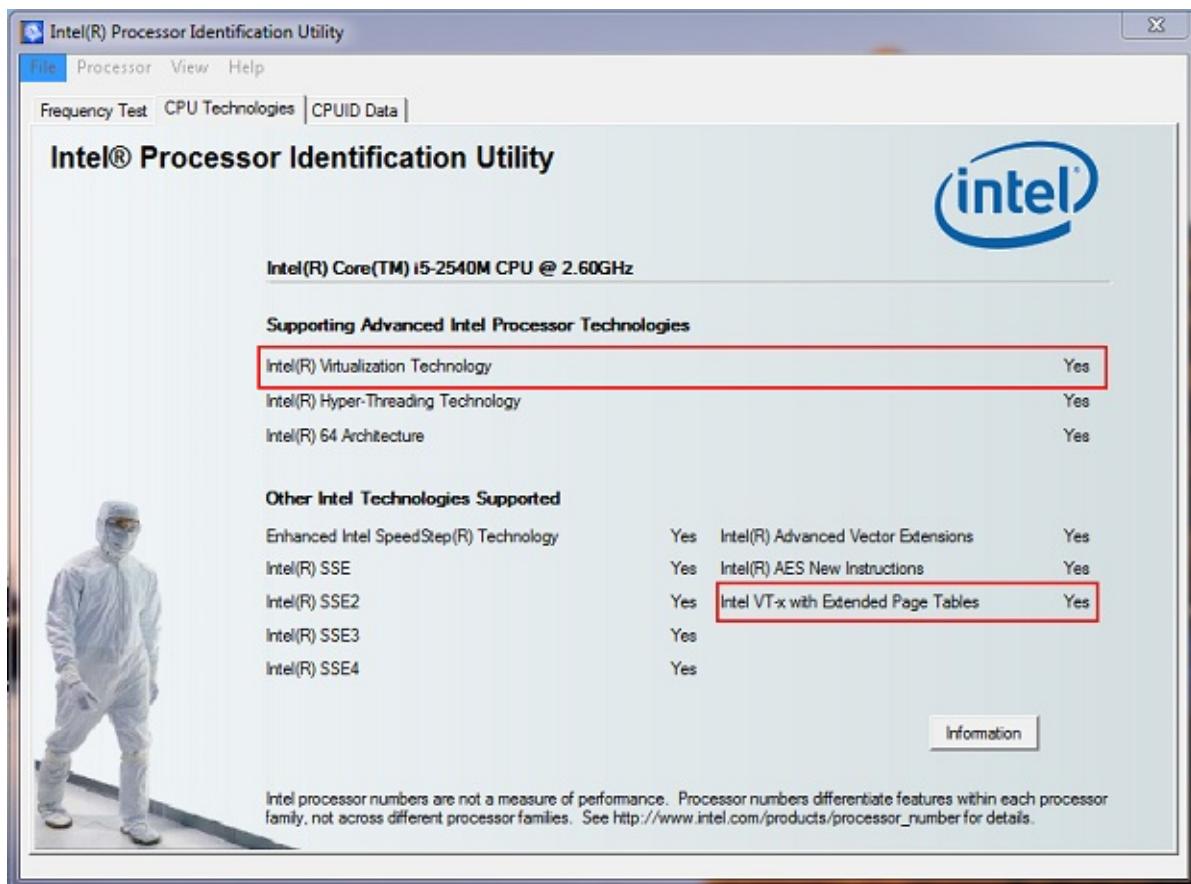 Intel(R) Processor Identification Utility
File Processor View Help
Frequency Test CPU Technologies CPUID Data
Intel® Processor Identification Utility
intel
Intel(R) Core(TM) i5-2540M CPU @ 2.60GHz
Supporting Advanced Intel Processor Technologies
Intel(R) Virtualization Technology Yes
Intel(R) Hyper-Threading Technology Yes
Intel(R) 64 Architecture Yes
Other Intel Technologies Supported
Enhanced Intel SpeedStep(R) Technology Yes Intel(R) Advanced Vector Extensions Yes
Intel(R) SSE Yes Intel(R) AES New Instructions Yes
Intel(R) SSE2 Yes Intel VT-x with Extended Page Tables Yes
Intel(R) SSE3 Yes
Intel(R) SSE4 Yes
Information
Intel processor numbers are not a measure of performance. Processor numbers differentiate features within each processor
family, not across different processor families. See http://www.intel.com/products/processor_number for details.